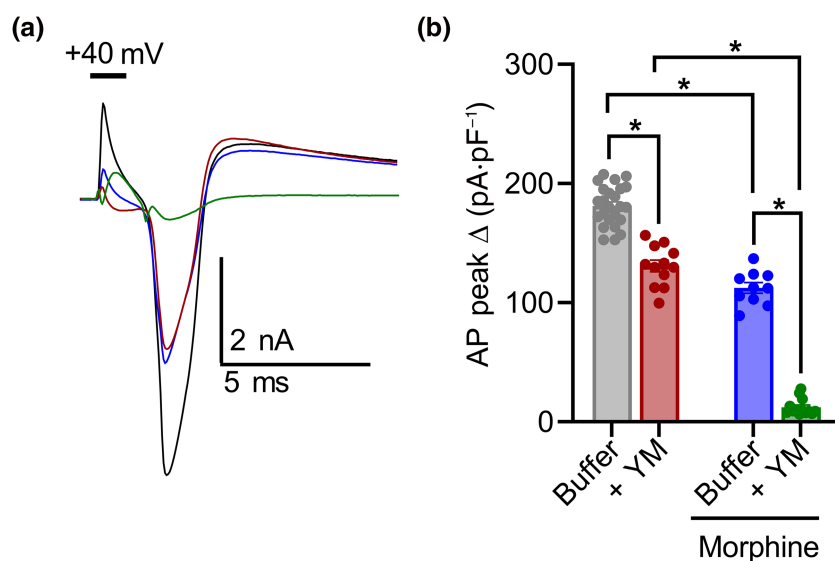 (a)
+40 mV
2 nA
5 ms
(b)
AP peak Δ (pA·pF⁻¹)
300
200
100
0
*
*
*
*
Buffer
+ YM
Buffer
+ YM
Morphine